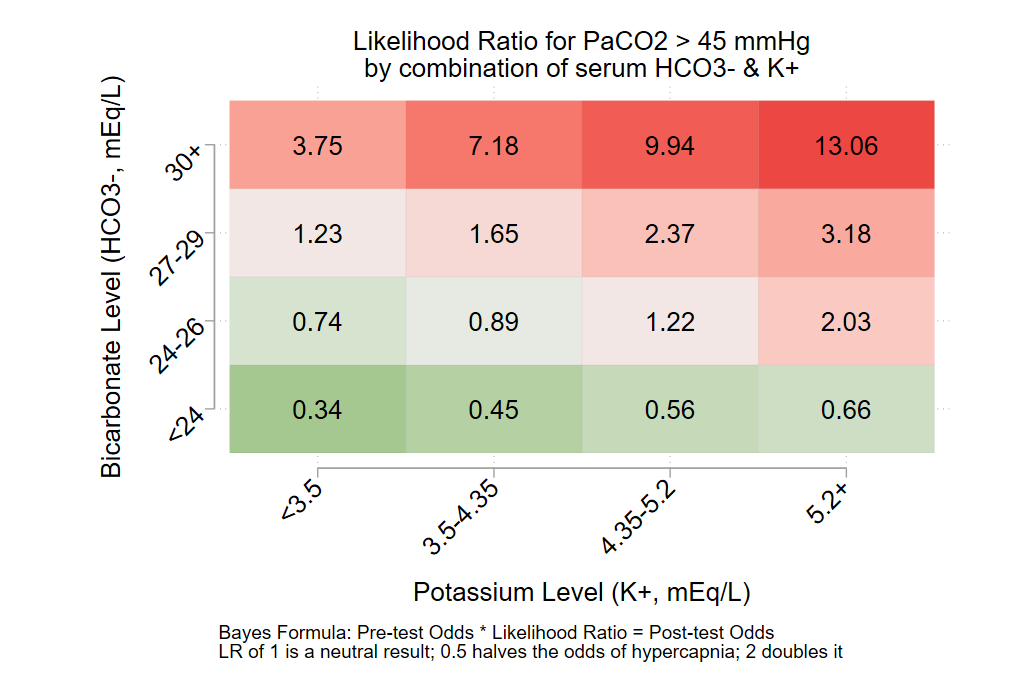 Likelihood Ratio for PaCO2 > 45 mmHg
by combination of serum HCO3- & K+
Bicarbonate Level (HCO3-, mEq/L)
30+ 3.75 7.18 9.94 13.06
27-29 1.23 1.65 2.37 3.18
24-26 0.74 0.89 1.22 2.03
<24 0.34 0.45 0.56 0.66
<3.5 3.5-4.35 4.35-5.2 5.2+
Potassium Level (K+, mEq/L)
Bayes Formula: Pre-test Odds * Likelihood Ratio = Post-test Odds
LR of 1 is a neutral result; 0.5 halves the odds of hypercapnia; 2 doubles it